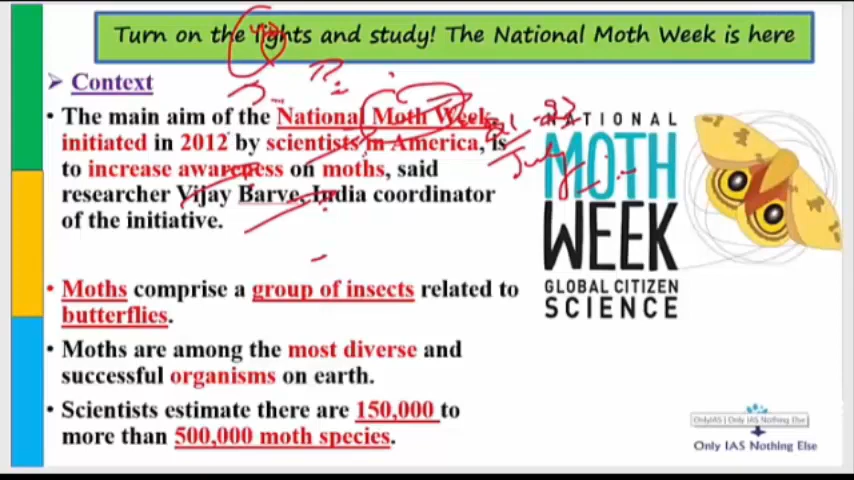 Turn on the lights and study! The National Moth Week is here
➢ Context
• The main aim of the National Moth Week,
initiated in 2012 by scientists in America, is
to increase awareness on moths, said
researcher Vijay Barve, India coordinator
of the initiative.
• Moths comprise a group of insects related to
butterflies.
• Moths are among the most diverse and
successful organisms on earth.
• Scientists estimate there are 150,000 to
more than 500,000 moth species.
July
NATIONAL
MOTH
WEEK
GLOBAL CITIZEN
SCIENCE
OnlyIAS | Only IAS Nothing Else
Only IAS Nothing Else